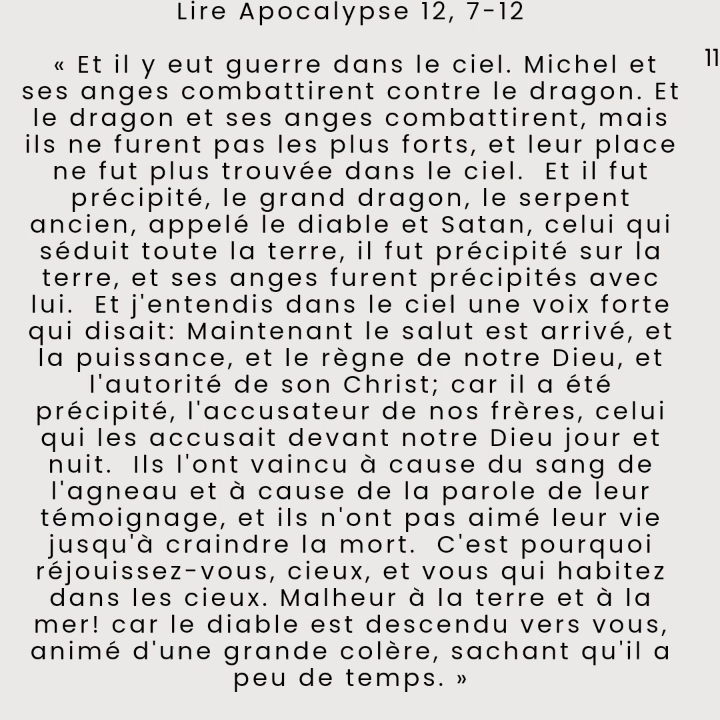 Lire Apocalypse 12, 7-12
« Et il y eut guerre dans le ciel. Michel et
ses anges combattirent contre le dragon. Et
le dragon et ses anges combattirent, mais
ils ne furent pas les plus forts, et leur place
ne fut plus trouvée dans le ciel.  Et il fut
précipité, le grand dragon, le serpent
ancien, appelé le diable et Satan, celui qui
séduit toute la terre, il fut précipité sur la
terre, et ses anges furent précipités avec
lui.  Et j'entendis dans le ciel une voix forte
qui disait: Maintenant le salut est arrivé, et
la puissance, et le règne de notre Dieu, et
l'autorité de son Christ; car il a été
précipité, l'accusateur de nos frères, celui
qui les accusait devant notre Dieu jour et
nuit.  Ils l'ont vaincu à cause du sang de
l'agneau et à cause de la parole de leur
témoignage, et ils n'ont pas aimé leur vie
jusqu'à craindre la mort.  C'est pourquoi
réjouissez-vous, cieux, et vous qui habitez
dans les cieux. Malheur à la terre et à la
mer! car le diable est descendu vers vous,
animé d'une grande colère, sachant qu'il a
peu de temps. »
11